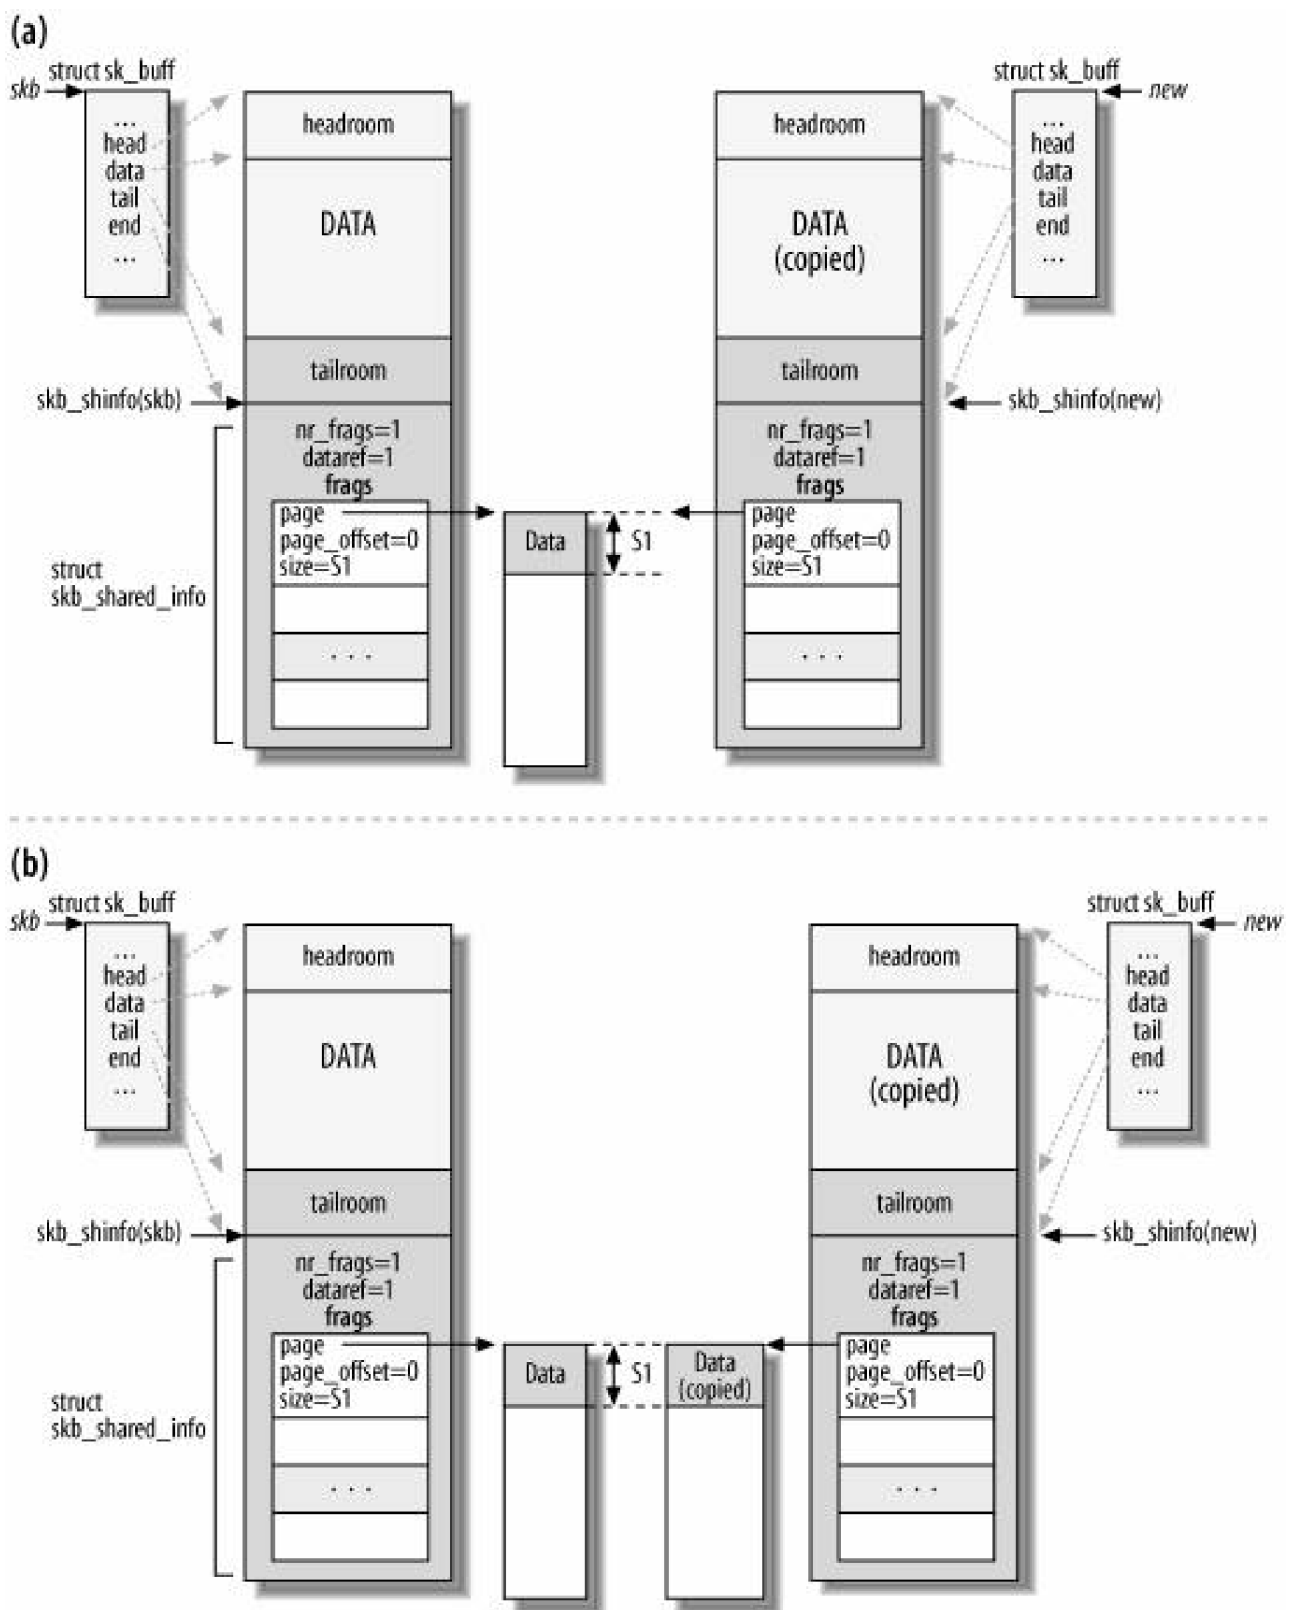 (a)
struct sk_buff
skb
...
head
data
tail
end
...
headroom
DATA
tailroom
skb_shinfo(skb)
nr_frags=1
dataref=1
frags
page
page_offset=0
size=S1
. . .
struct
skb_shared_info
Data
S1
headroom
DATA
(copied)
tailroom
nr_frags=1
dataref=1
frags
page
page_offset=0
size=S1
. . .
struct sk_buff
new
...
head
data
tail
end
...
skb_shinfo(new)
(b)
struct sk_buff
skb
...
head
data
tail
end
...
headroom
DATA
tailroom
skb_shinfo(skb)
nr_frags=1
dataref=1
frags
page
page_offset=0
size=S1
. . .
struct
skb_shared_info
Data
S1
Data
(copied)
headroom
DATA
(copied)
tailroom
nr_frags=1
dataref=1
frags
page
page_offset=0
size=S1
. . .
struct sk_buff
new
...
head
data
tail
end
...
skb_shinfo(new)